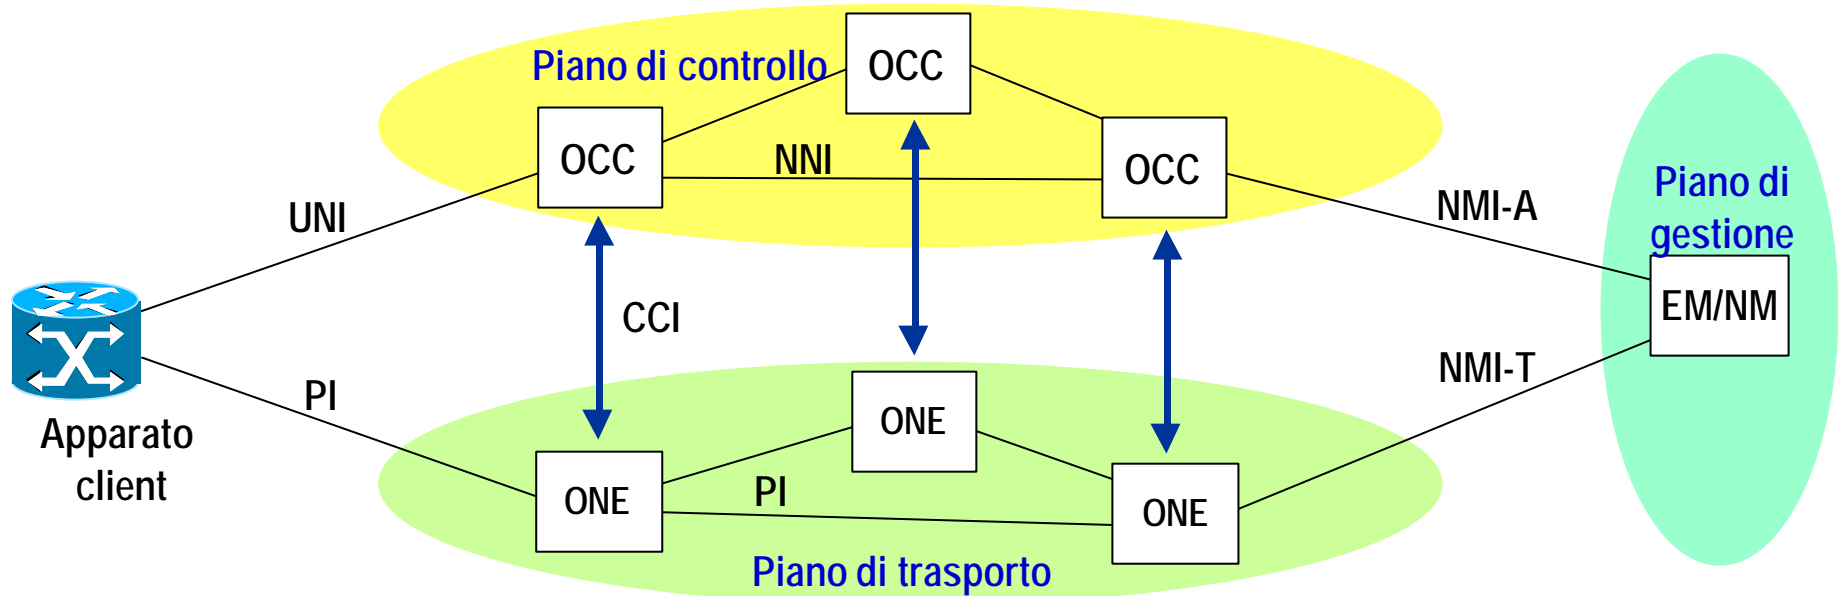 Piano di controllo
OCC
OCC
NNI
OCC
UNI
NMI-A
Piano di
gestione
EM/NM
CCI
NMI-T
PI
Apparato
client
ONE
ONE
PI
ONE
Piano di trasporto